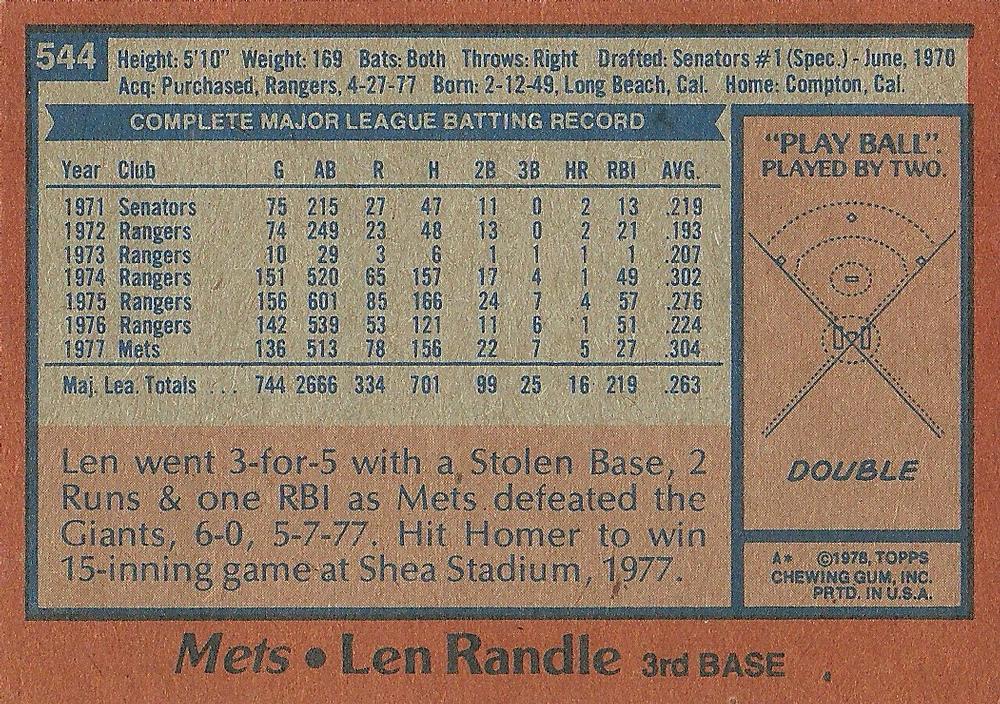 544 Height: 5'10" Weight: 169 Bats: Both Throws: Right Drafted: Senators #1 (Spec.) - June, 1970
Acq: Purchased, Rangers, 4-27-77 Born: 2-12-49, Long Beach, Cal. Home: Compton, Cal.
COMPLETE MAJOR LEAGUE BATTING RECORD
Year Club G AB R H 2B 3B HR RBI AVG.
1971 Senators 75 215 27 47 11 0 2 13 .219
1972 Rangers 74 249 23 48 13 0 2 21 .193
1973 Rangers 10 29 3 6 1 1 1 1 .207
1974 Rangers 151 520 65 157 17 4 1 49 .302
1975 Rangers 156 601 85 166 24 7 4 57 .276
1976 Rangers 142 539 53 121 11 6 1 51 .224
1977 Mets 136 513 78 156 22 7 5 27 .304
Maj. Lea. Totals ... 744 2666 334 701 99 25 16 219 .263
Len went 3-for-5 with a Stolen Base, 2
Runs & one RBI as Mets defeated the
Giants, 6-0, 5-7-77. Hit Homer to win
15-inning game at Shea Stadium, 1977.
"PLAY BALL".
PLAYED BY TWO.
DOUBLE
A* ©1978, TOPPS
CHEWING GUM, INC.
PRTD. IN U.S.A.
Mets • Len Randle 3rd BASE